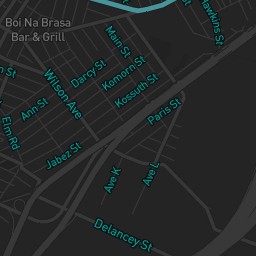 Hawkins St
Boi Na Brasa
Bar & Grill
Main St
Darcy St
Komorn St
Wilson Ave
Kossuth St
Ann St
Paris St
Elm Rd
Jabez St
Ave K
Ave L
Delancey St